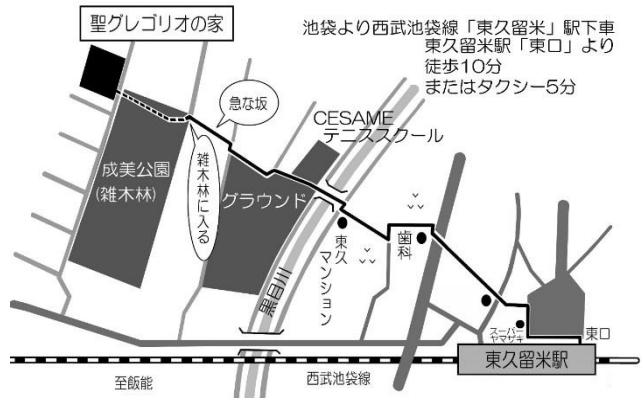 聖グレゴリオの家
池袋より西武池袋線「東久留米」駅下車
東久留米駅「東口」より
徒歩10分
またはタクシー5分
急な坂
CESAME
テニススクール
成美公園
(雑木林)
雑木林に入る
グラウンド
東久
マンション
歯科
黒目川
スーパー
ヤマザキ
東口
東久留米駅
至飯能
西武池袋線